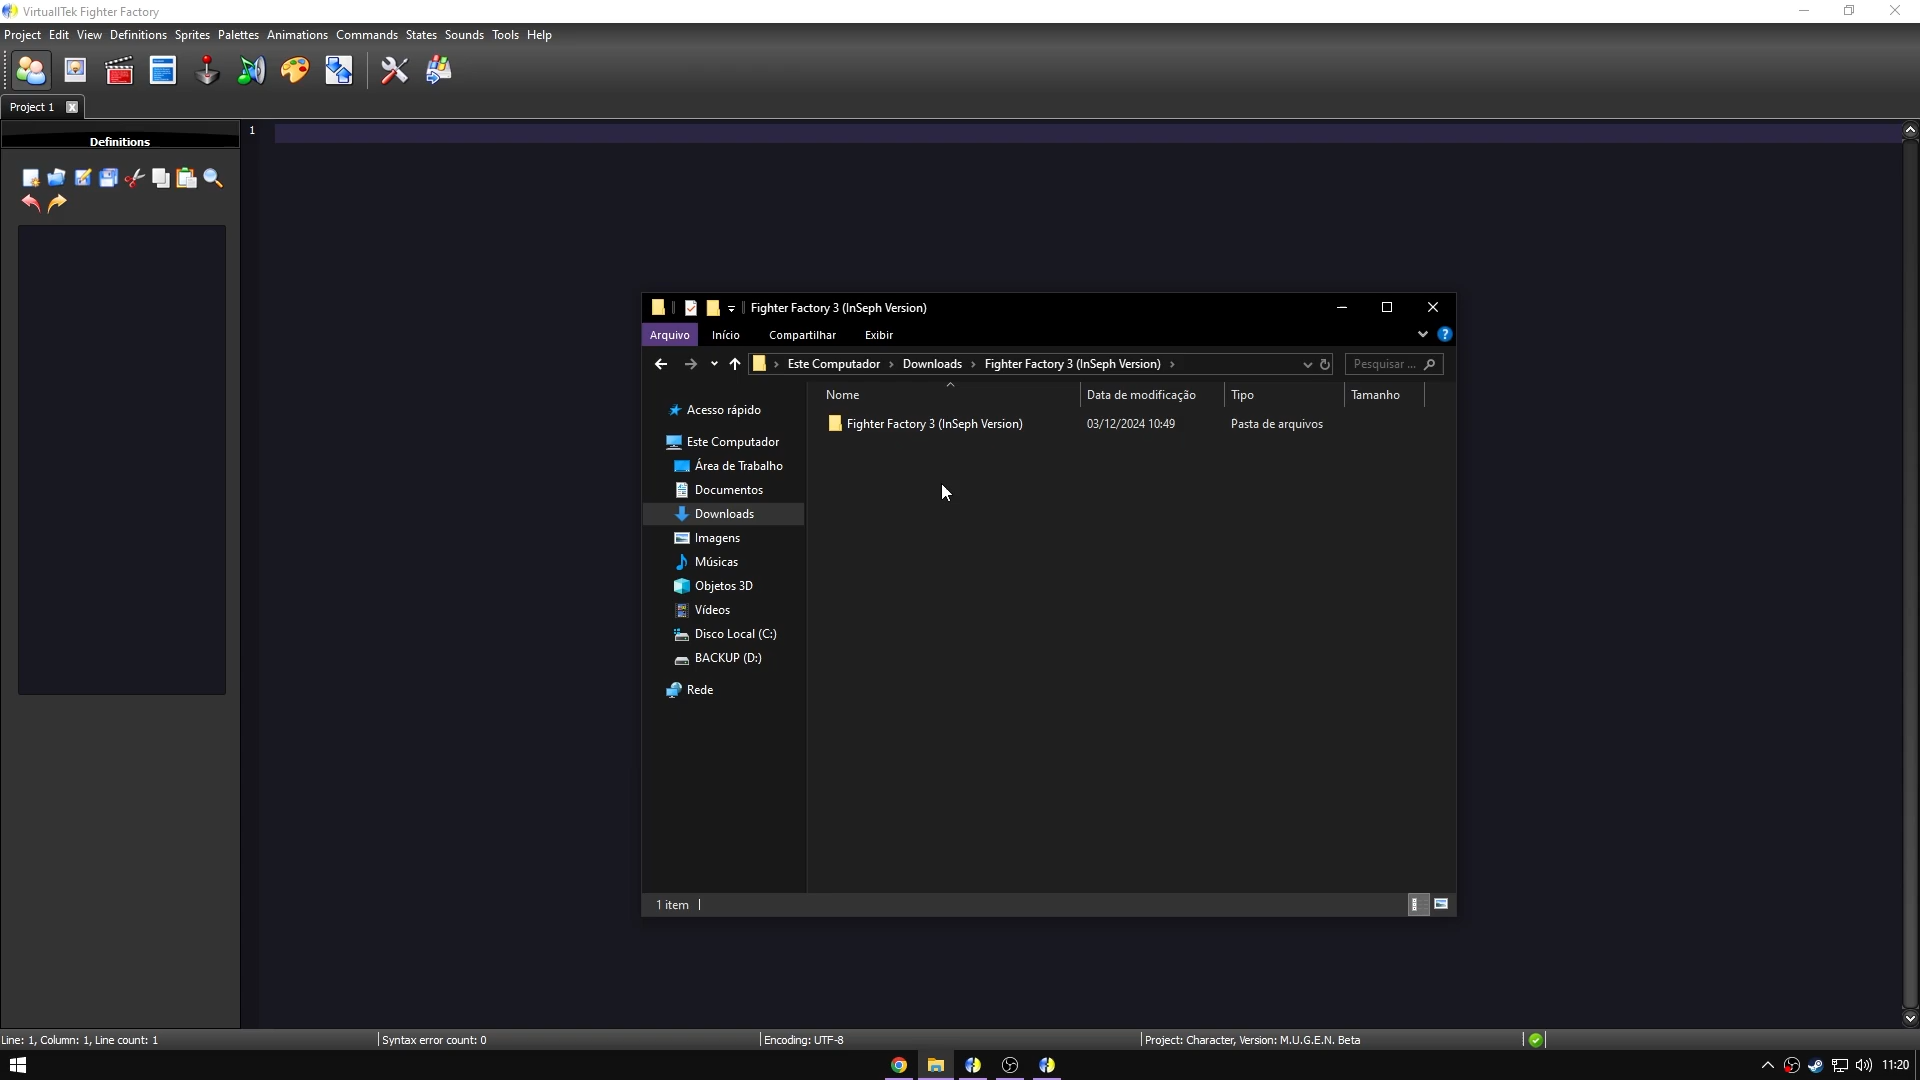 VirtuallTek Fighter Factory
Project Edit View Definitions Sprites Palettes Animations Commands States Sounds Tools Help
Project 1
Definitions
1
Fighter Factory 3 (InSeph Version)
Arquivo Início Compartilhar Exibir
Este Computador Downloads Fighter Factory 3 (InSeph Version) Pesquisar ...
Nome Data de modificação Tipo Tamanho
Fighter Factory 3 (InSeph Version) 03/12/2024 10:49 Pasta de arquivos
Acesso rápido
Este Computador
Área de Trabalho
Documentos
Downloads
Imagens
Músicas
Objetos 3D
Vídeos
Disco Local (C:)
BACKUP (D:)
Rede
1 item
Line: 1, Column: 1, Line count: 1 Syntax error count: 0 Encoding: UTF-8 Project: Character, Version: M.U.G.E.N. Beta
11:20